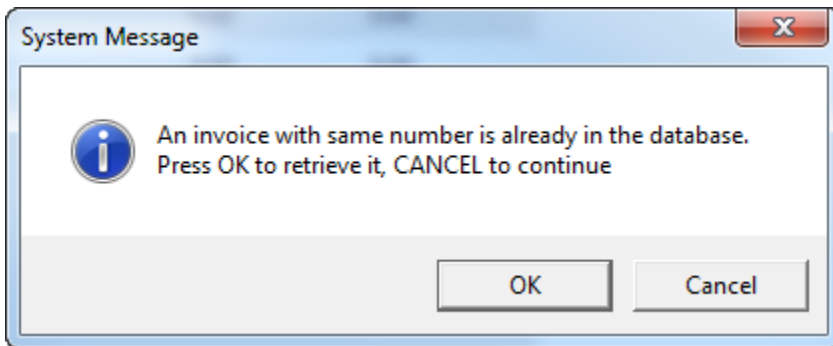 System Message
An invoice with same number is already in the database.
Press OK to retrieve it, CANCEL to continue
OK
Cancel